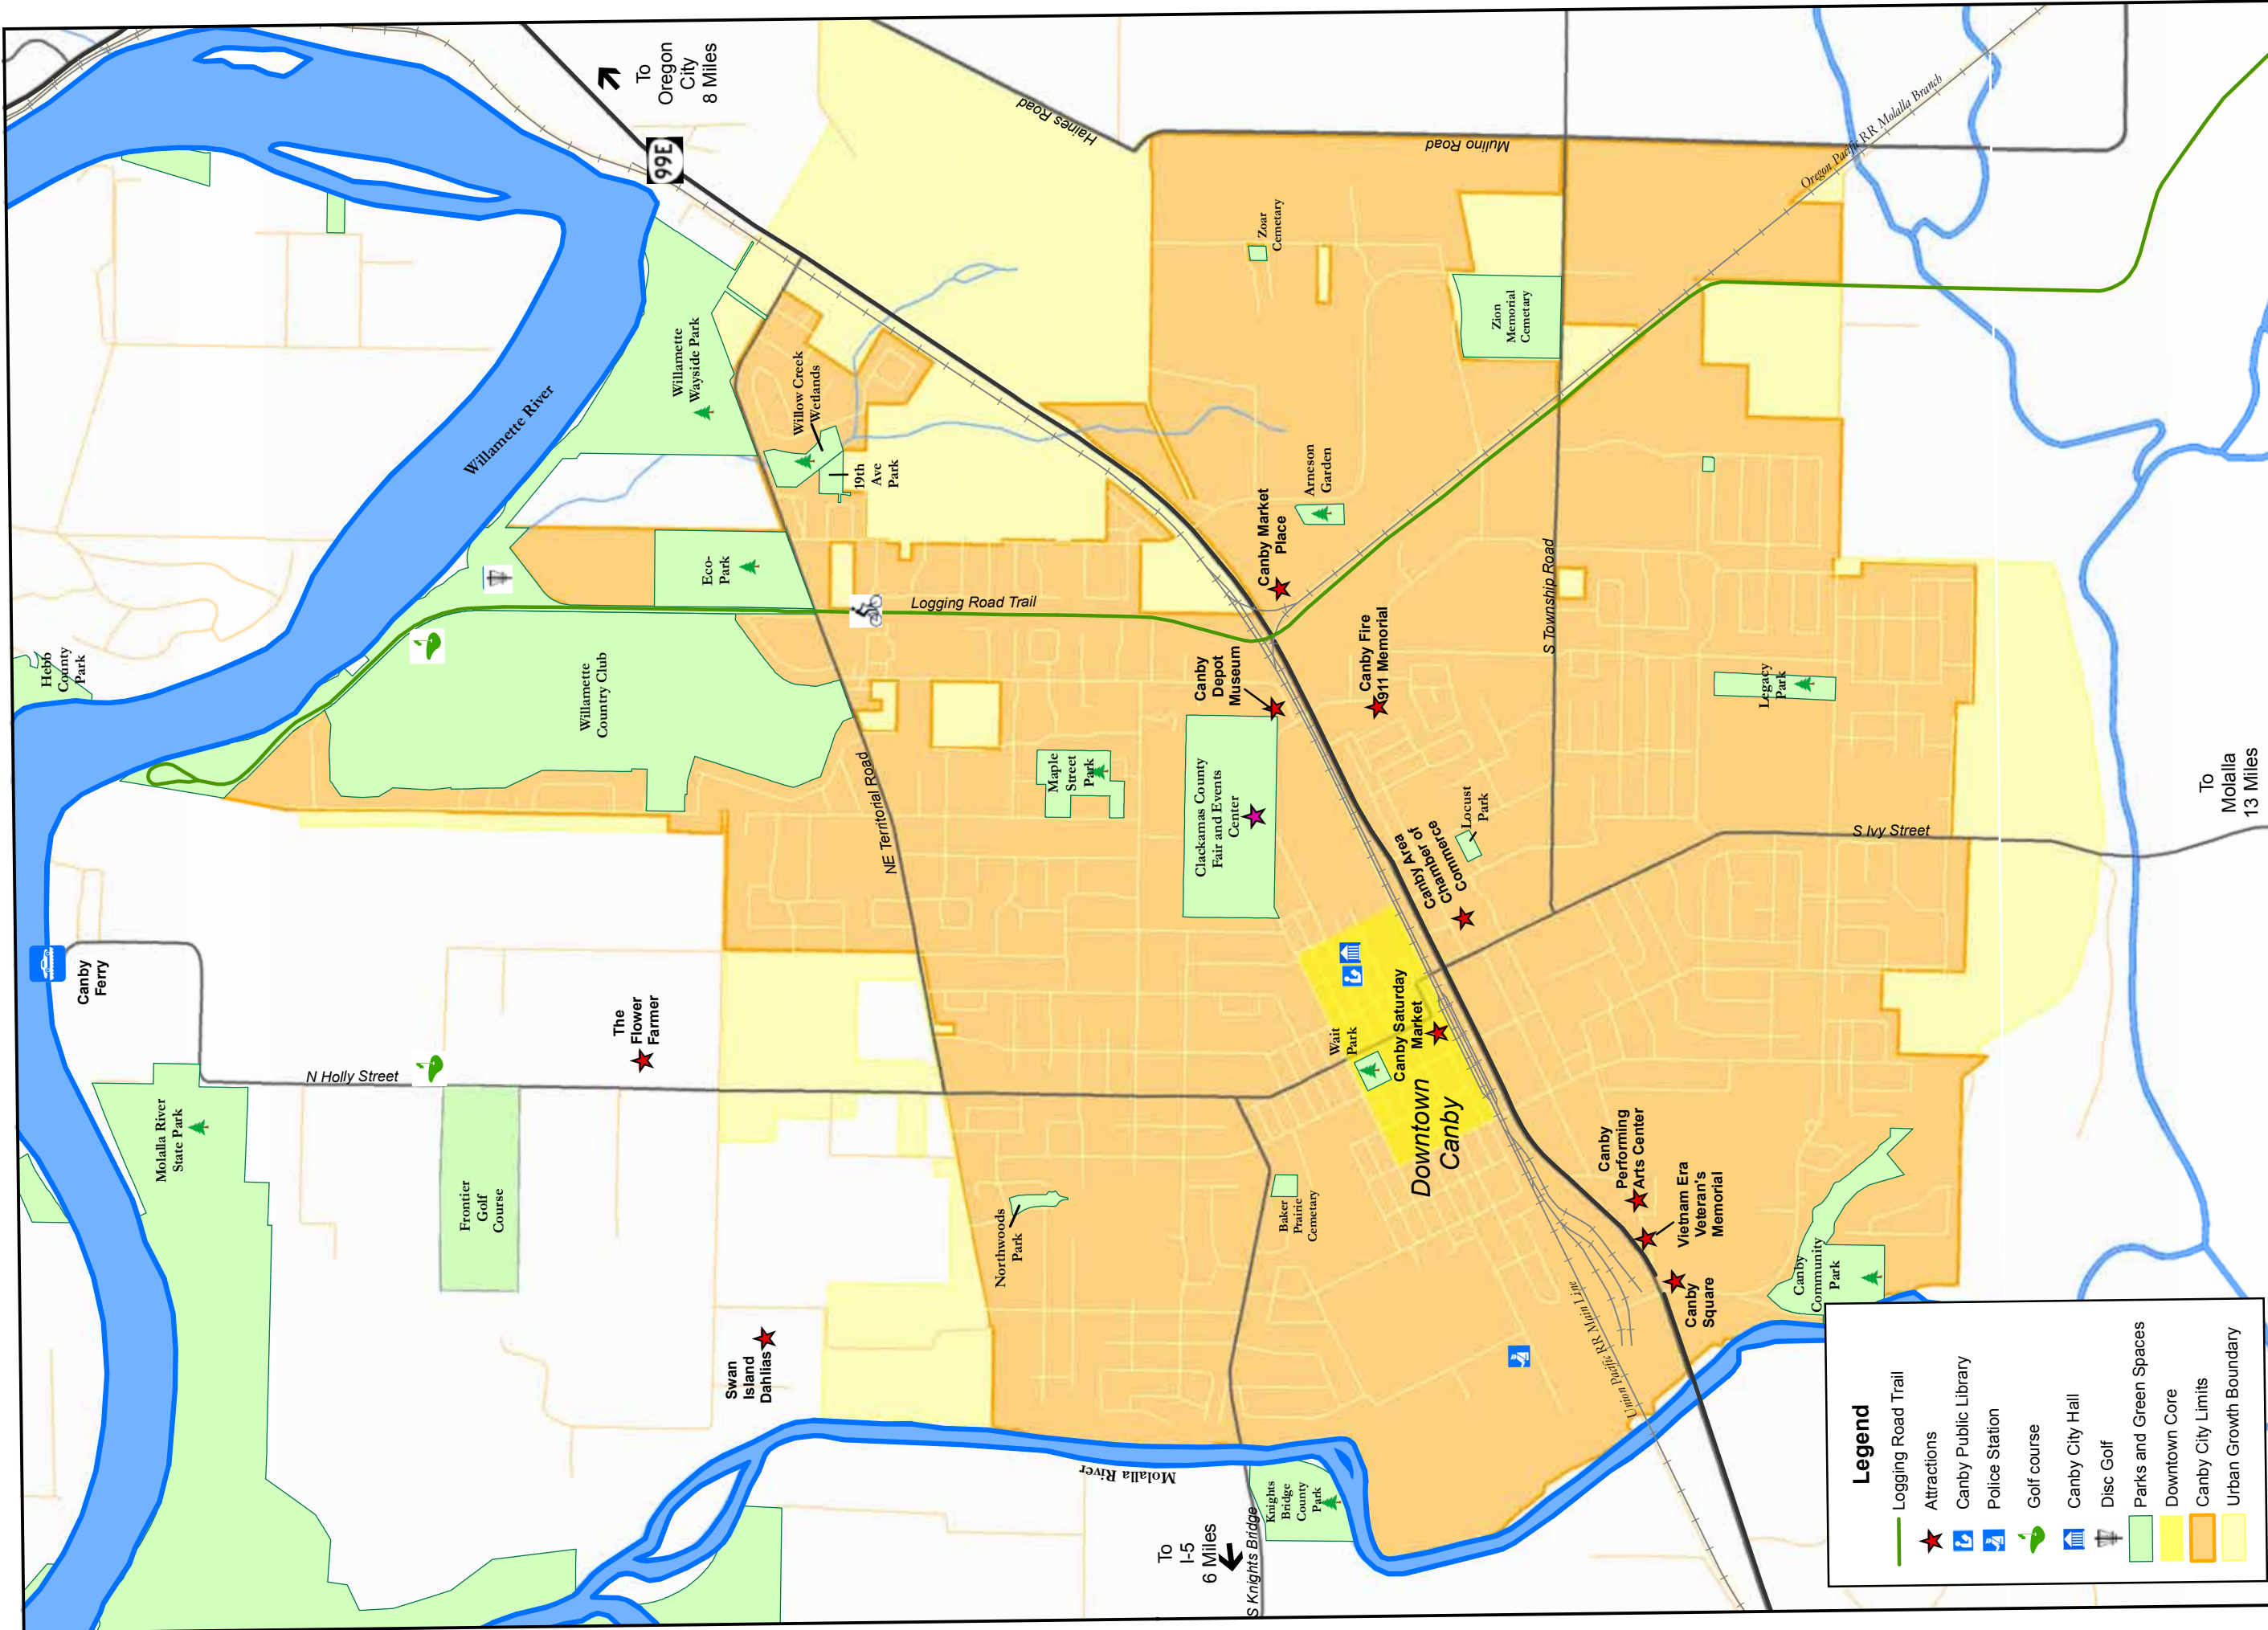 To
Oregon
City
8 Miles
99E
Haines Road
Mulino Road
Oregon Pacific RR Molalla Branch
Zoar
Cemetary
Zion
Memorial
Cemetary
Willamette River
Willamette
Wayside Park
Willow Creek
Wetlands
19th
Ave
Park
Eco-
Park
Logging Road Trail
Arneson
Garden
Canby Market
Place
S Township Road
Hebb
County
Park
Willamette
Country Club
NE Territorial Road
Canby
Depot
Museum
Canby Fire
911 Memorial
Legacy
Park
Maple
Street
Park
Clackamas County
Fair and Events
Center
Canby Area
Chamber of
Commerce
Locust
Park
S Ivy Street
To
Molalla
13 Miles
Canby
Ferry
The
Flower
Farmer
N Holly Street
Wait
Park
Canby Saturday
Market
Downtown
Canby
Molalla River
State Park
Frontier
Golf
Course
Northwoods
Park
Baker
Prairie
Cemetary
Canby
Performing
Arts Center
Vietnam Era
Veteran's
Memorial
Canby
Square
Canby
Community
Park
Swan
Island
Dahlias
Union Pacific RR Main Line
Molalla River
Knights
Bridge
County
Park
To
I-5
6 Miles
S Knights Bridge
Legend
Logging Road Trail
Attractions
Canby Public Library
Police Station
Golf course
Canby City Hall
Disc Golf
Parks and Green Spaces
Downtown Core
Canby City Limits
Urban Growth Boundary